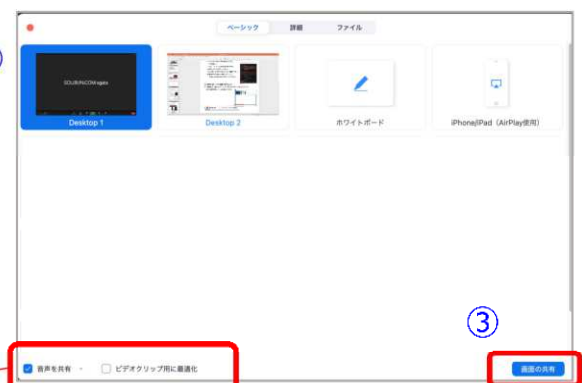 ベーシック 詳細 ファイル
Desktop 1
Desktop 2
ホワイトボード
iPhone/iPad（AirPlay使用）
③
音声を共有
ビデオクリップ用に最適化
画面の共有